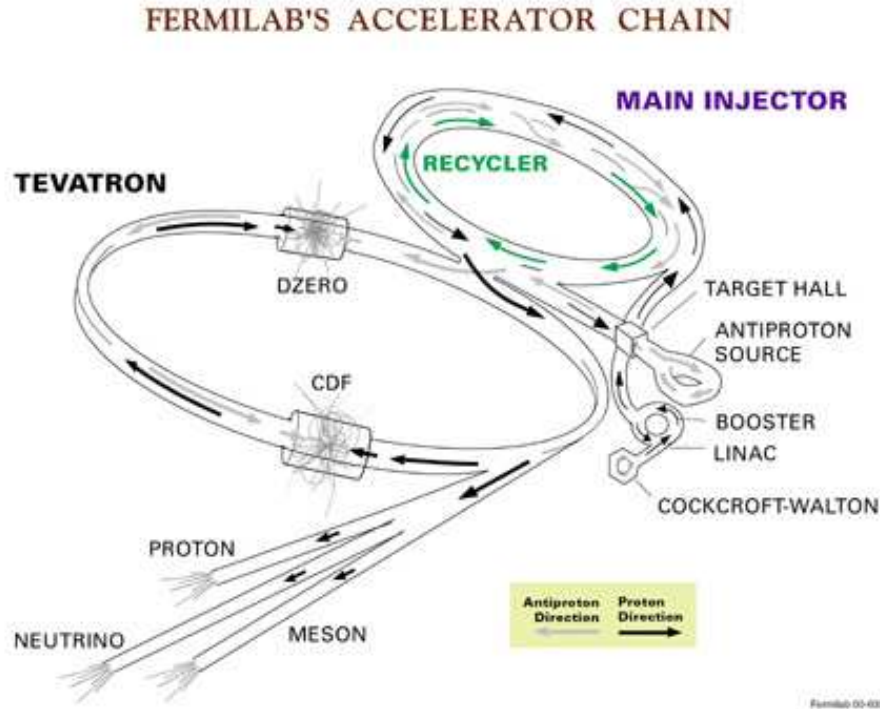 FERMILAB'S ACCELERATOR CHAIN
MAIN INJECTOR
RECYCLER
TEVATRON
DZERO
TARGET HALL
ANTIPROTON
SOURCE
CDF
BOOSTER
LINAC
COCKCROFT-WALTON
PROTON
NEUTRINO
MESON
Antiproton
Direction
Proton
Direction
Fermilab